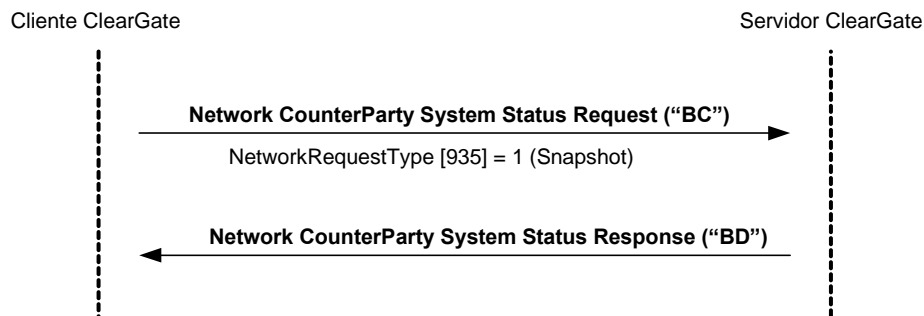 Cliente ClearGate
Servidor ClearGate
Network CounterParty System Status Request (“BC”)
NetworkRequestType [935] = 1 (Snapshot)
Network CounterParty System Status Response (“BD”)